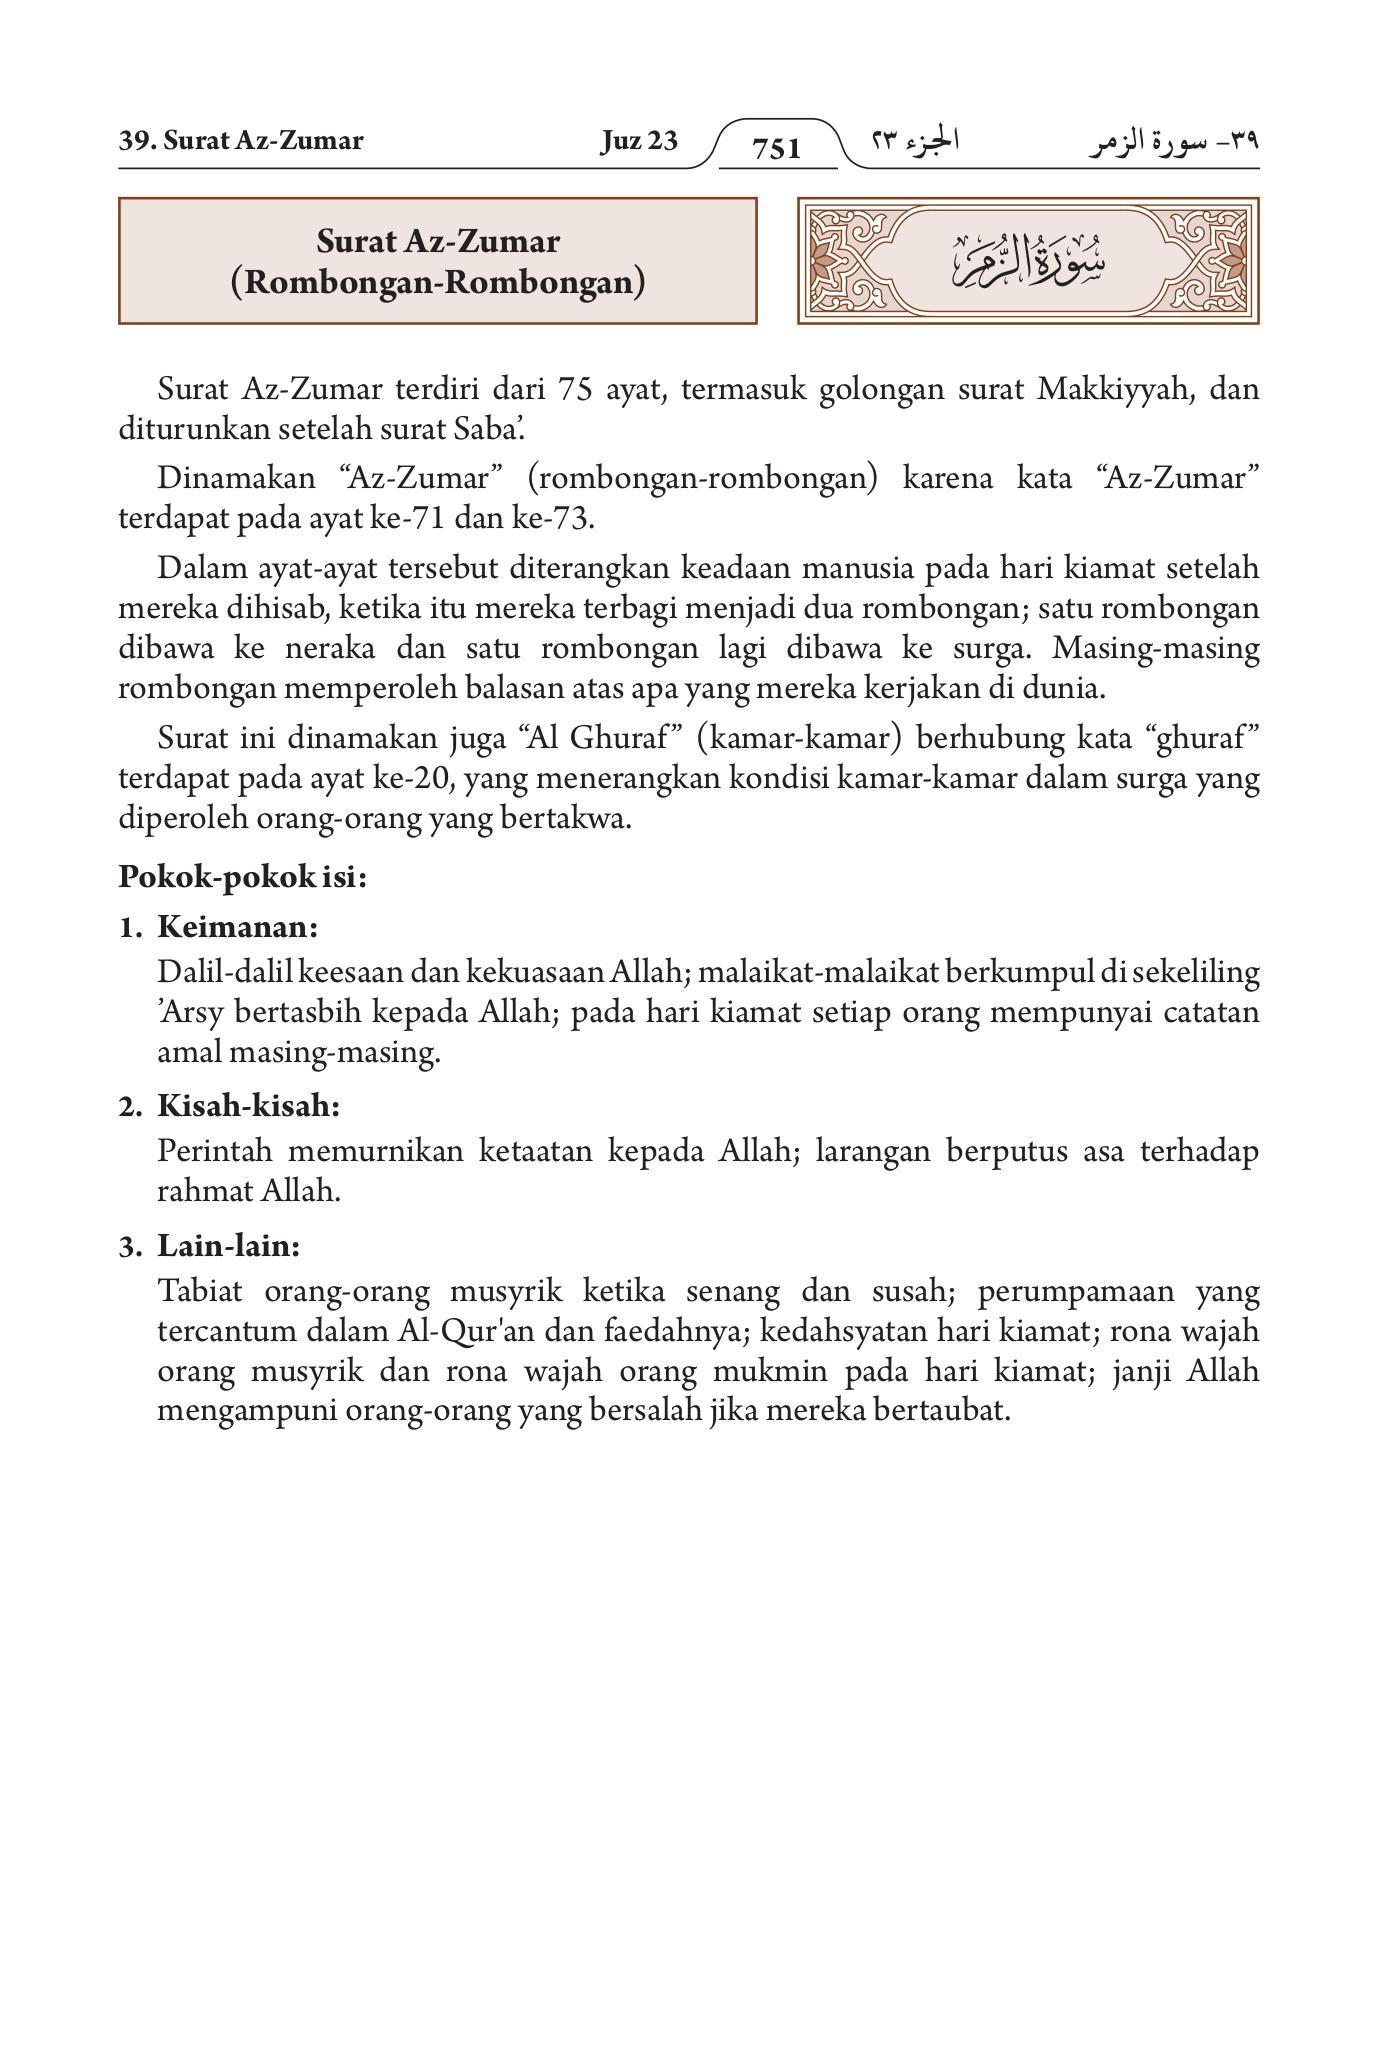 39. Surat Az-Zumar Juz 23 751 الجزء ٢٣ ٣٩- سورة الزمر
Surat Az-Zumar
(Rombongan-Rombongan)
سُورَةُ الزُّمَرِ
Surat Az-Zumar terdiri dari 75 ayat, termasuk golongan surat Makkiyyah, dan
diturunkan setelah surat Saba’.
Dinamakan “Az-Zumar” (rombongan-rombongan) karena kata “Az-Zumar”
terdapat pada ayat ke-71 dan ke-73.
Dalam ayat-ayat tersebut diterangkan keadaan manusia pada hari kiamat setelah
mereka dihisab, ketika itu mereka terbagi menjadi dua rombongan; satu rombongan
dibawa ke neraka dan satu rombongan lagi dibawa ke surga. Masing-masing
rombongan memperoleh balasan atas apa yang mereka kerjakan di dunia.
Surat ini dinamakan juga “Al Ghuraf” (kamar-kamar) berhubung kata “ghuraf”
terdapat pada ayat ke-20, yang menerangkan kondisi kamar-kamar dalam surga yang
diperoleh orang-orang yang bertakwa.
Pokok-pokok isi:
1. Keimanan:
Dalil-dalil keesaan dan kekuasaan Allah; malaikat-malaikat berkumpul di sekeliling
’Arsy bertasbih kepada Allah; pada hari kiamat setiap orang mempunyai catatan
amal masing-masing.
2. Kisah-kisah:
Perintah memurnikan ketaatan kepada Allah; larangan berputus asa terhadap
rahmat Allah.
3. Lain-lain:
Tabiat orang-orang musyrik ketika senang dan susah; perumpamaan yang
tercantum dalam Al-Qur'an dan faedahnya; kedahsyatan hari kiamat; rona wajah
orang musyrik dan rona wajah orang mukmin pada hari kiamat; janji Allah
mengampuni orang-orang yang bersalah jika mereka bertaubat.